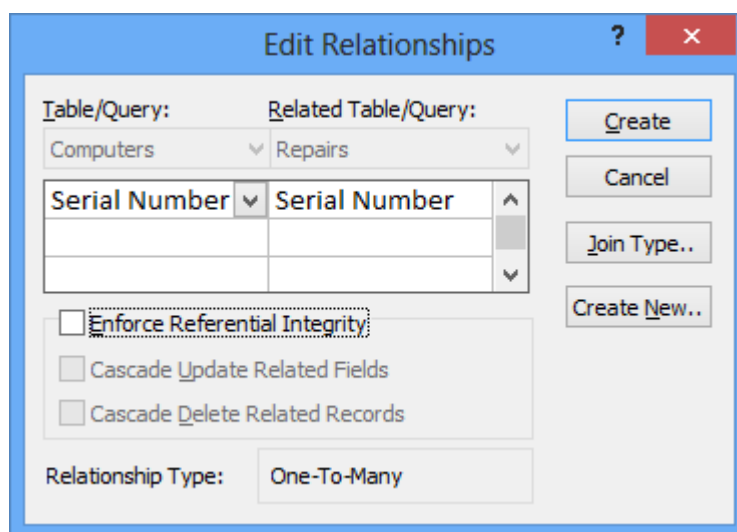 Edit Relationships ? ×
Table/Query: Related Table/Query:
Computers Repairs
Serial Number Serial Number
Enforce Referential Integrity
Cascade Update Related Fields
Cascade Delete Related Records
Relationship Type: One-To-Many
Create
Cancel
Join Type..
Create New..